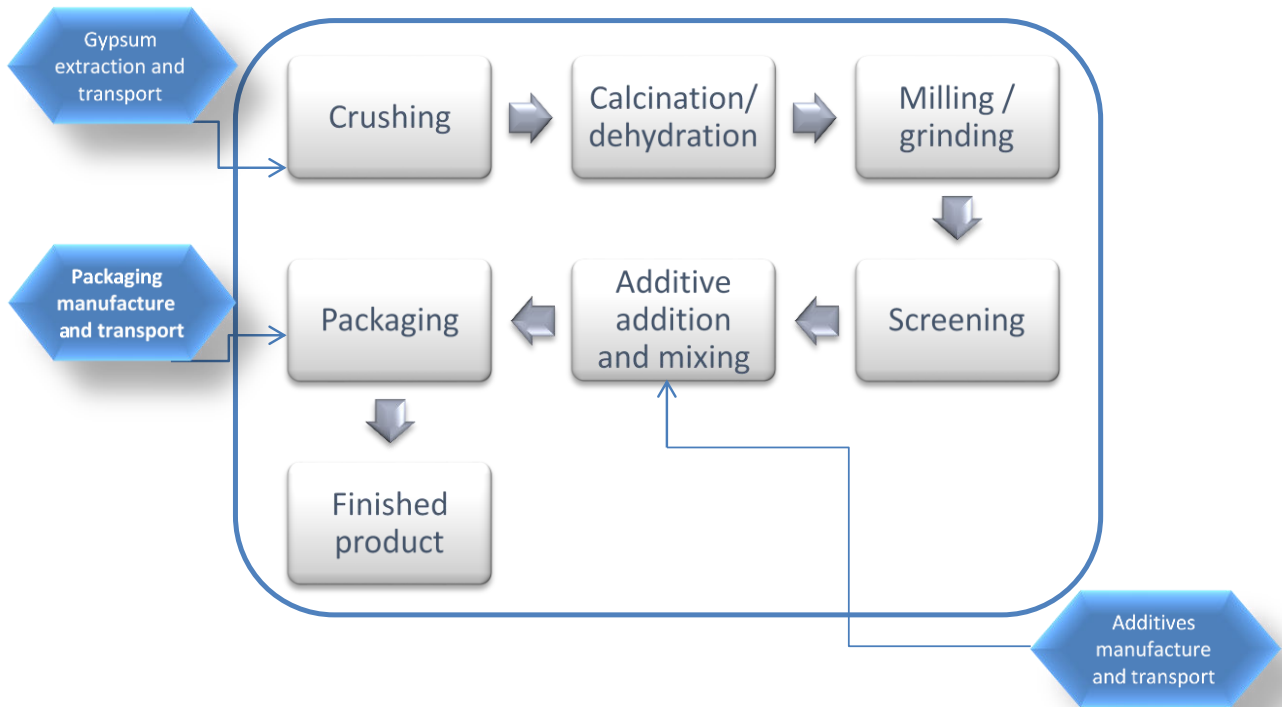 Gypsum
extraction and
transport
Crushing
Calcination/
dehydration
Milling /
grinding
Packaging
manufacture
and transport
Packaging
Additive
addition
and mixing
Screening
Finished
product
Additives
manufacture
and transport